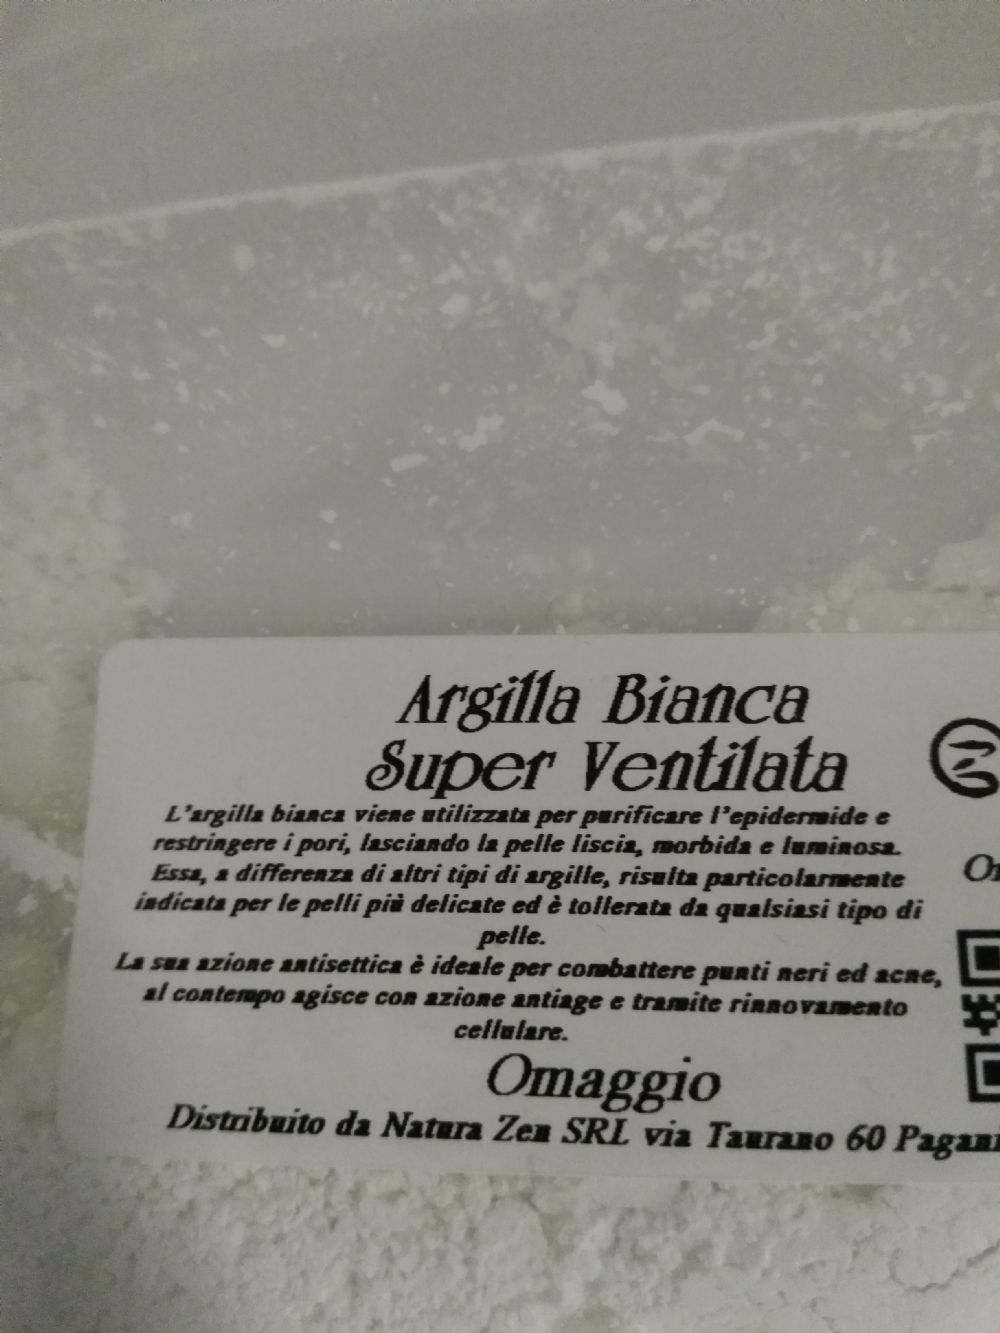 Argilla Bianca
Super Ventilata
L'argilla bianca viene utilizzata per purificare l'epidermide e
restringere i pori, lasciando la pelle liscia, morbida e luminosa.
Essa, a differenza di altri tipi di argille, risulta particolarmente
indicata per le pelli più delicate ed è tollerata da qualsiasi tipo di
pelle.
La sua azione antisettica è ideale per combattere punti neri ed acne,
al contempo agisce con azione antiage e tramite rinnovamento
cellulare.
Omaggio
Distribuito da Natura Zen SRL via Taurano 60 Pagani